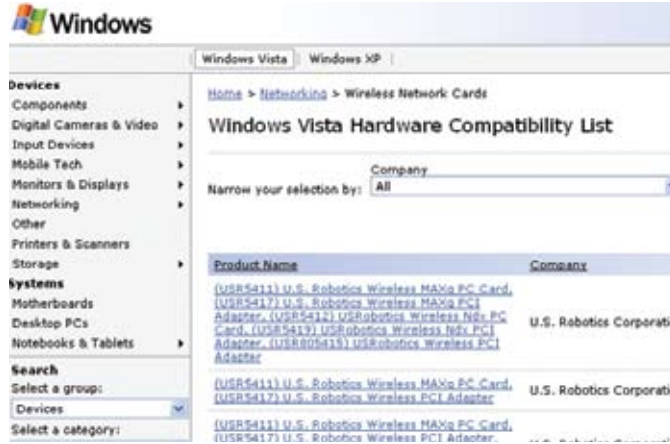 Windows
Windows Vista
Windows XP
Devices
Components
Digital Cameras & Video
Input Devices
Mobile Tech
Monitors & Displays
Networking
Other
Printers & Scanners
Storage
Systems
Motherboards
Desktop PCs
Notebooks & Tablets
Search
Select a group:
Devices
Select a category:
Home > Networking > Wireless Network Cards
Windows Vista Hardware Compatibility List
Company
Narrow your selection by: All
Product Name Company
(USR5411) U.S. Robotics Wireless MAXg PC Card,
(USR5417) U.S. Robotics Wireless MAXg PCI
Adapter, (USR5412) USRobotics Wireless Ndx PC
Card, (USR5419) USRobotics Wireless Ndx PCI
Adapter, (USR805415) USRobotics Wireless PCI
Adapter
U.S. Robotics Corporati
(USR5411) U.S. Robotics Wireless MAXg PC Card,
(USR5417) U.S. Robotics Wireless PCI Adapter
U.S. Robotics Corporati
(USR5411) U.S. Robotics Wireless MAXg PC Card,
(USR5417) U.S. Robotics Wireless PCI Adapter,
U.S. Robotics Corporati